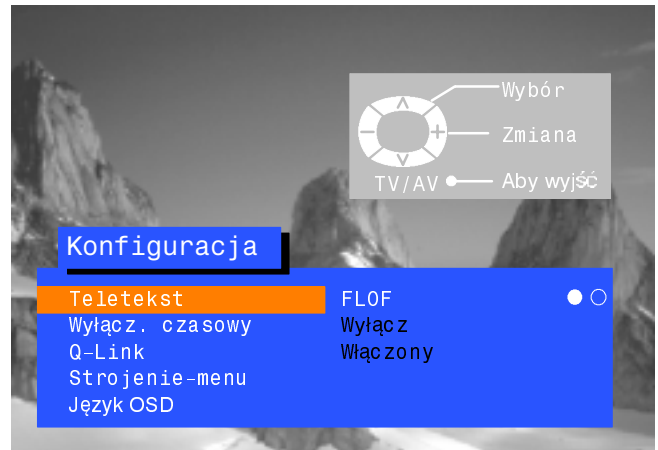 Wybór
Zmiana
TV/AV Aby wyjść
Konfiguracja
Teletekst FLOF
Wyłącz. czasowy Wyłącz
Q-Link Włączony
Strojenie-menu
Język OSD